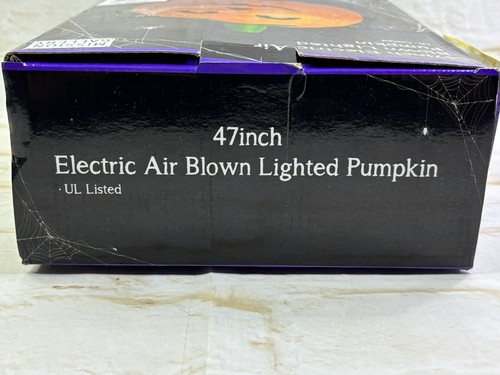 47inch
Electric Air Blown Lighted Pumpkin
· UL Listed